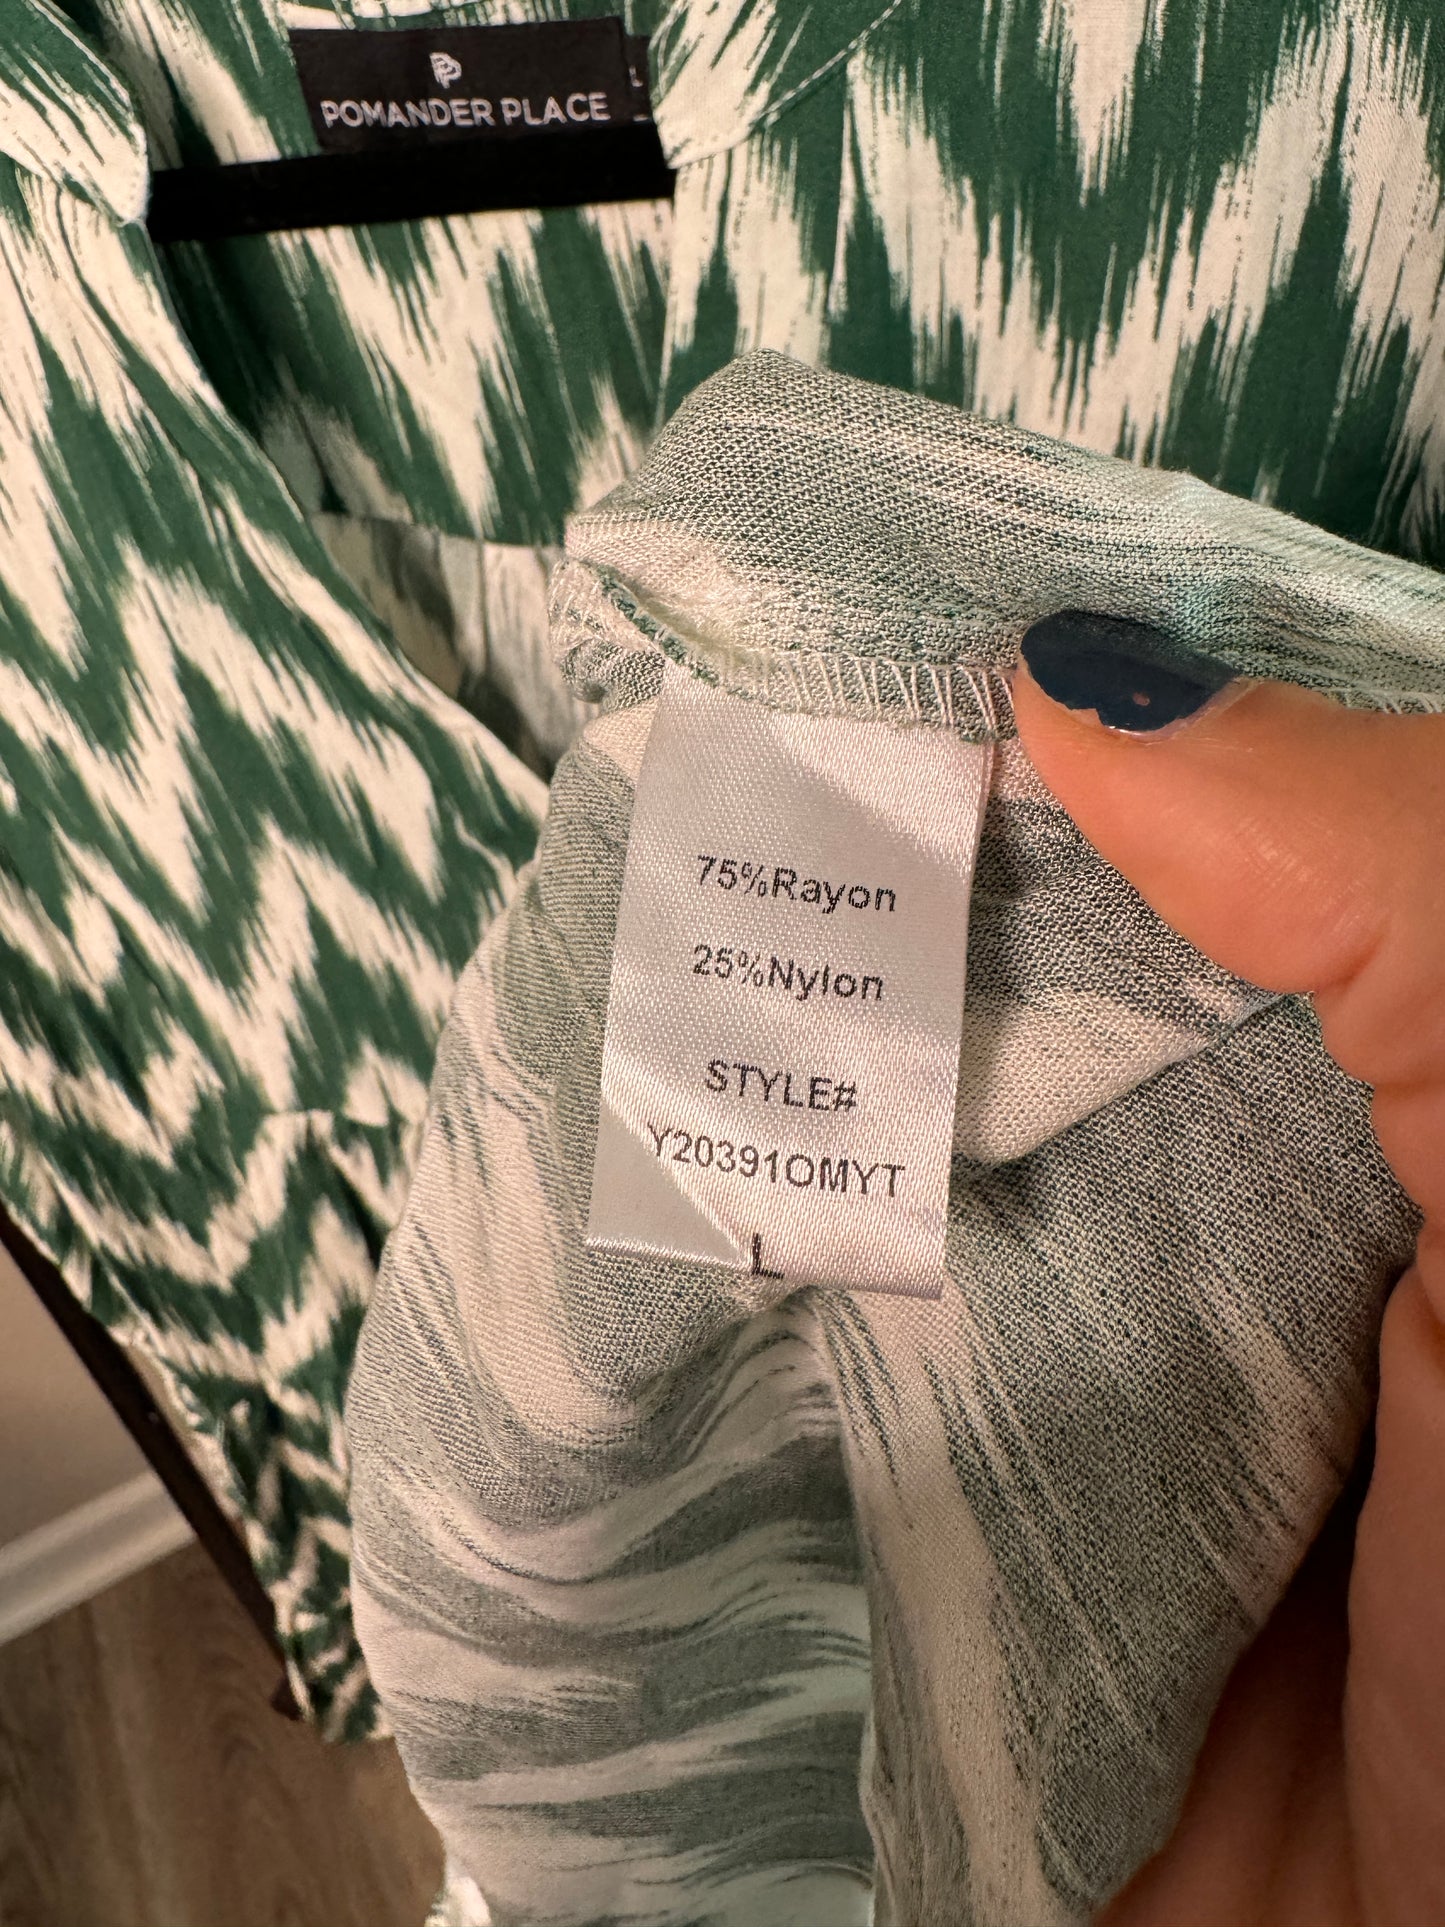 POMANDER PLACE
75%Rayon
25%Nylon
STYLE#
Y20391OMYT
L